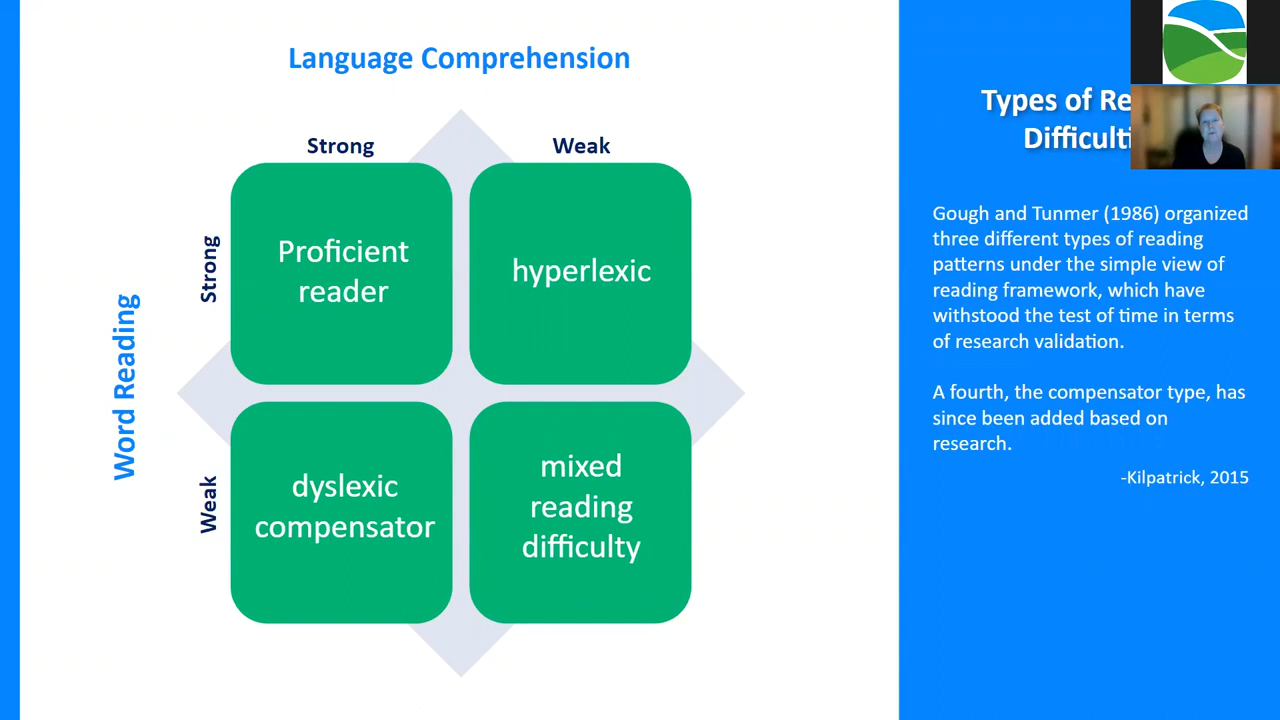 Language Comprehension
Strong
Weak
Word Reading
Strong
Weak
Proficient
reader
hyperlexic
dyslexic
compensator
mixed
reading
difficulty
Types of
Gough and Tunmer (1986) organized
three different types of reading
patterns under the simple view of
reading framework, which have
withstood the test of time in terms
of research validation.
A fourth, the compensator type, has
since been added based on
research.
-Kilpatrick, 2015